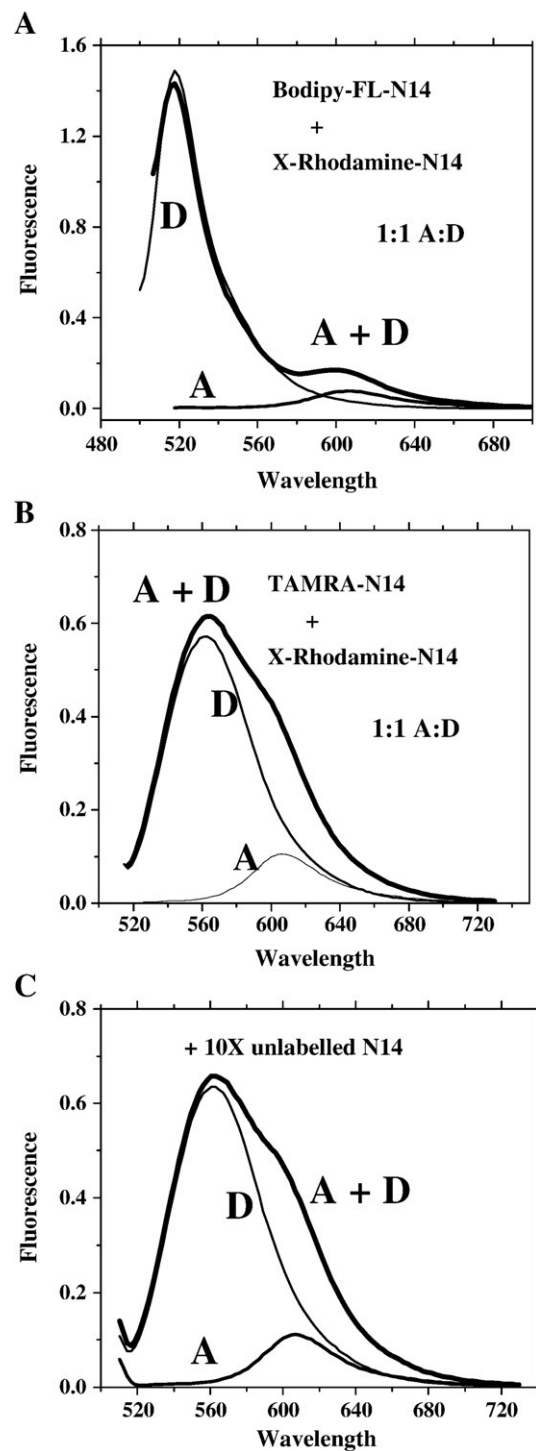 A
1.6
1.2
0.8
0.4
0.0
Fluorescence
Bodipy-FL-N14
+
X-Rhodamine-N14
1:1 A:D
D
A + D
A
480 520 560 600 640 680
Wavelength
B
0.8
0.6
0.4
0.2
0.0
Fluorescence
A + D
TAMRA-N14
+
X-Rhodamine-N14
D
1:1 A:D
A
520 560 600 640 680 720
Wavelength
C
0.8
0.6
0.4
0.2
0.0
Fluorescence
+ 10X unlabelled N14
D
A + D
A
520 560 600 640 680 720
Wavelength